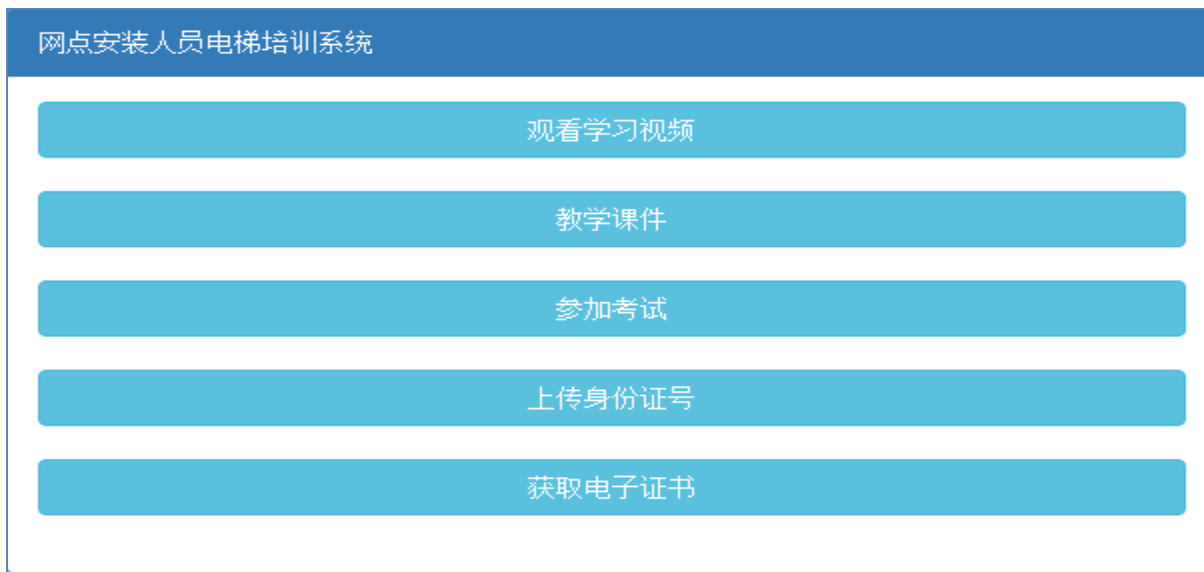 网点安装人员电梯培训系统
观看学习视频
教学课件
参加考试
上传身份证号
获取电子证书